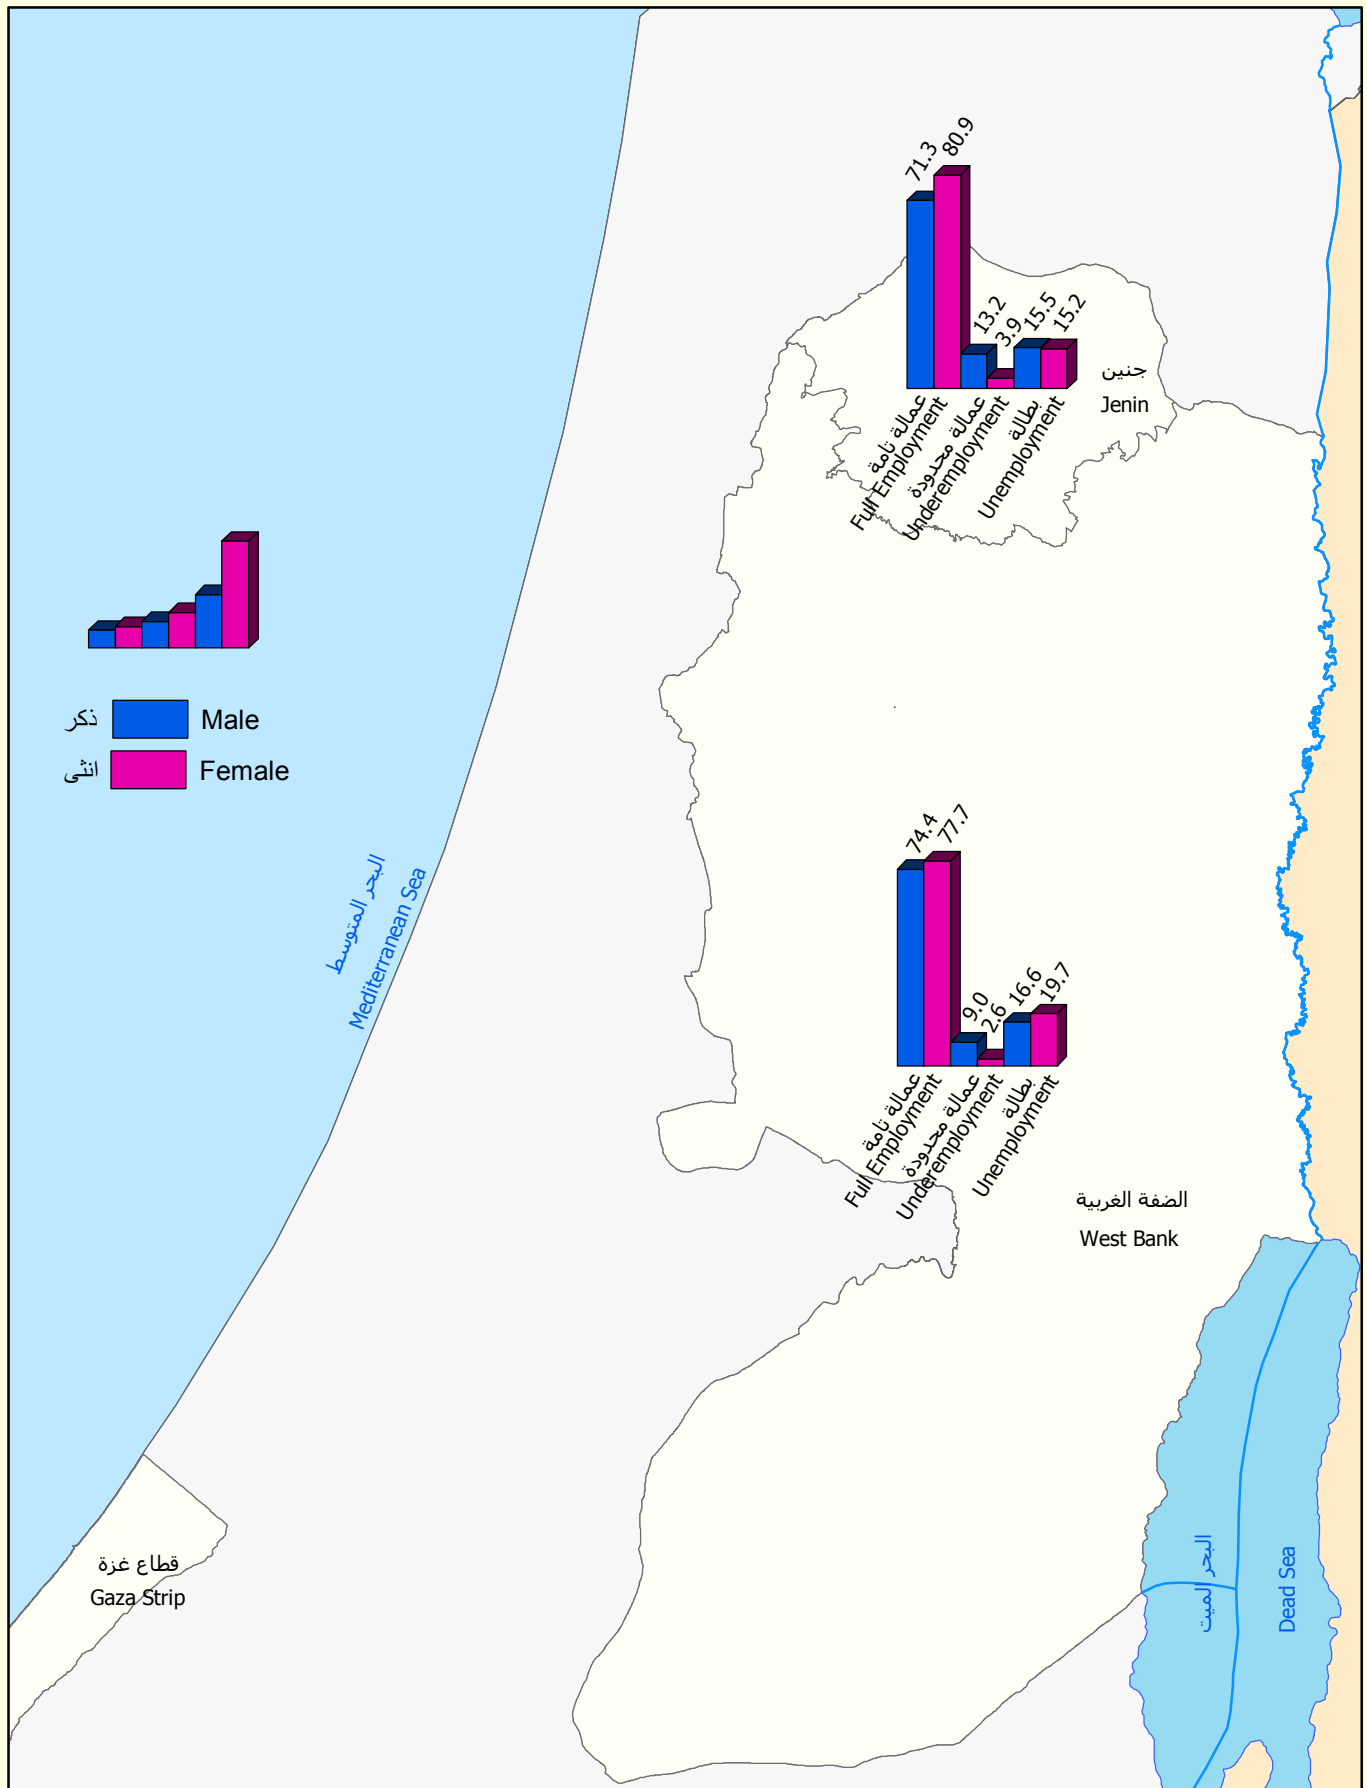 71.3
80.9
13.2
3.9
15.5
15.2
جنين
Jenin
عمالة تامة
Full Employment
عمالة محدودة
Underemployment
بطالة
Unemployment
ذكر Male
انثى Female
البحر المتوسط
Mediterranean Sea
74.4
77.7
9.0
2.6
16.6
19.7
عمالة تامة
Full Employment
عمالة محدودة
Underemployment
بطالة
Unemployment
الضفة الغربية
West Bank
قطاع غزة
Gaza Strip
البحر الميت
Dead Sea